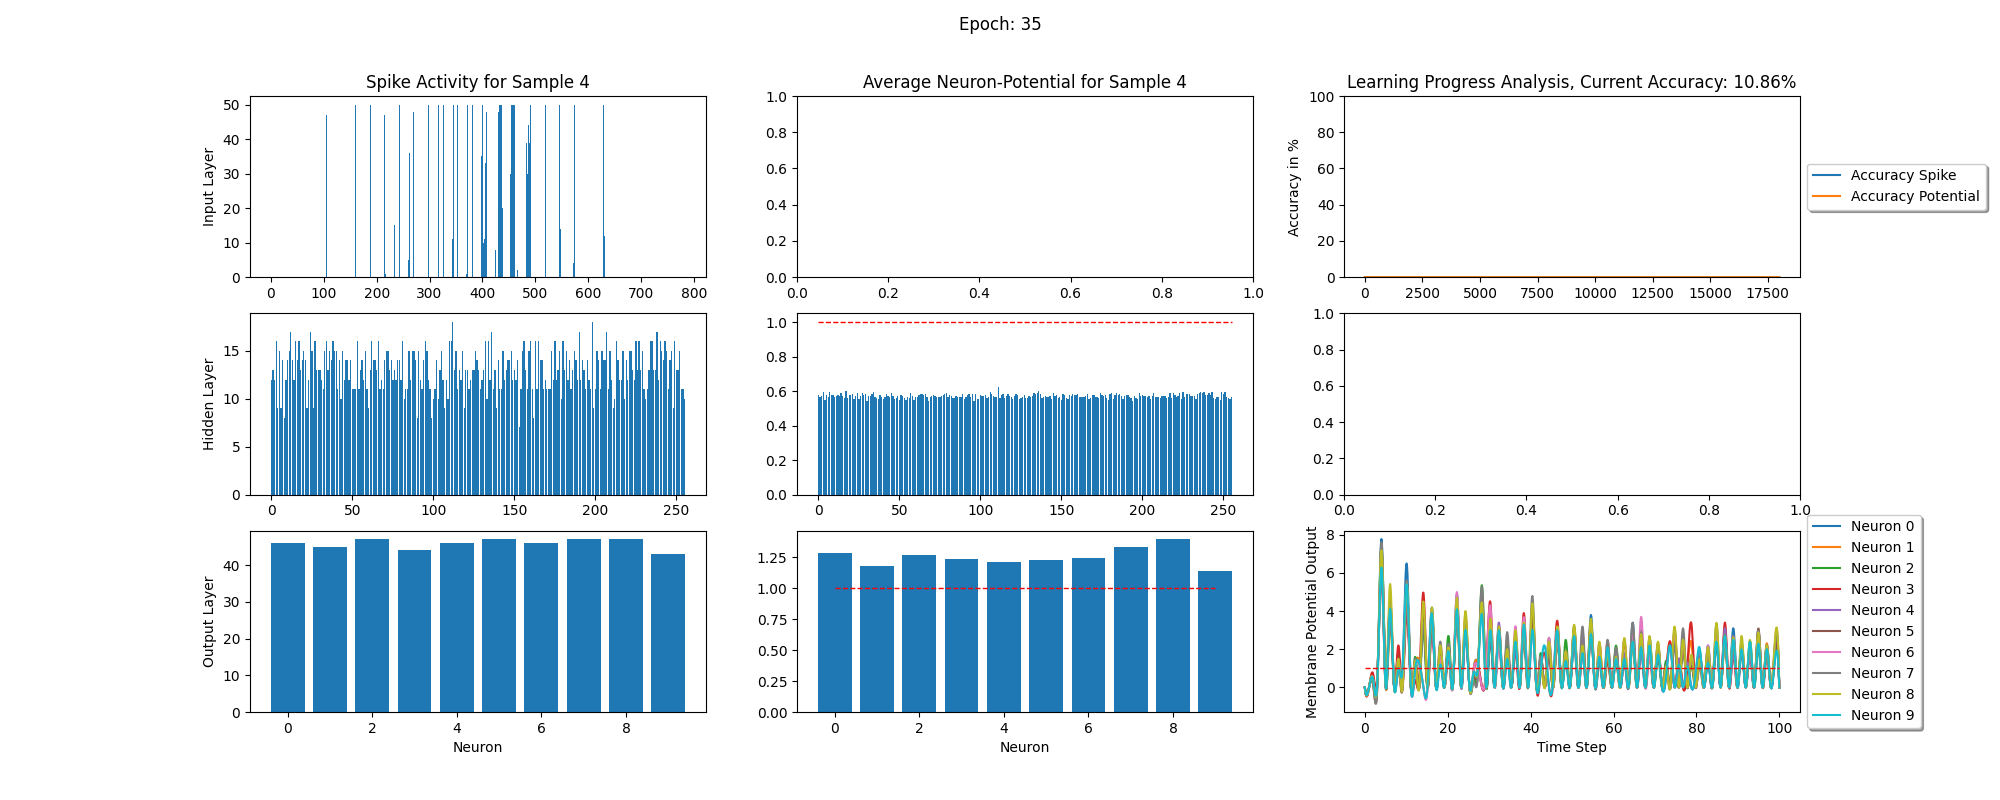 Epoch: 35
Spike Activity for Sample 4
Average Neuron-Potential for Sample 4
Learning Progress Analysis, Current Accuracy: 10.86%
Input Layer
50
40
30
20
10
0
0 100 200 300 400 500 600 700 800
1.0
0.8
0.6
0.4
0.2
0.0
0.0 0.2 0.4 0.6 0.8 1.0
Accuracy in %
100
80
60
40
20
0
0 2500 5000 7500 10000 12500 15000 17500
Accuracy Spike
Accuracy Potential
Hidden Layer
15
10
5
0
0 50 100 150 200 250
1.0
0.8
0.6
0.4
0.2
0.0
0 50 100 150 200 250
1.0
0.8
0.6
0.4
0.2
0.0
0.0 0.2 0.4 0.6 0.8 1.0
Output Layer
40
30
20
10
0
0 2 4 6 8
Neuron
1.25
1.00
0.75
0.50
0.25
0.00
0 2 4 6 8
Neuron
Membrane Potential Output
8
6
4
2
0
0 20 40 60 80 100
Time Step
Neuron 0
Neuron 1
Neuron 2
Neuron 3
Neuron 4
Neuron 5
Neuron 6
Neuron 7
Neuron 8
Neuron 9